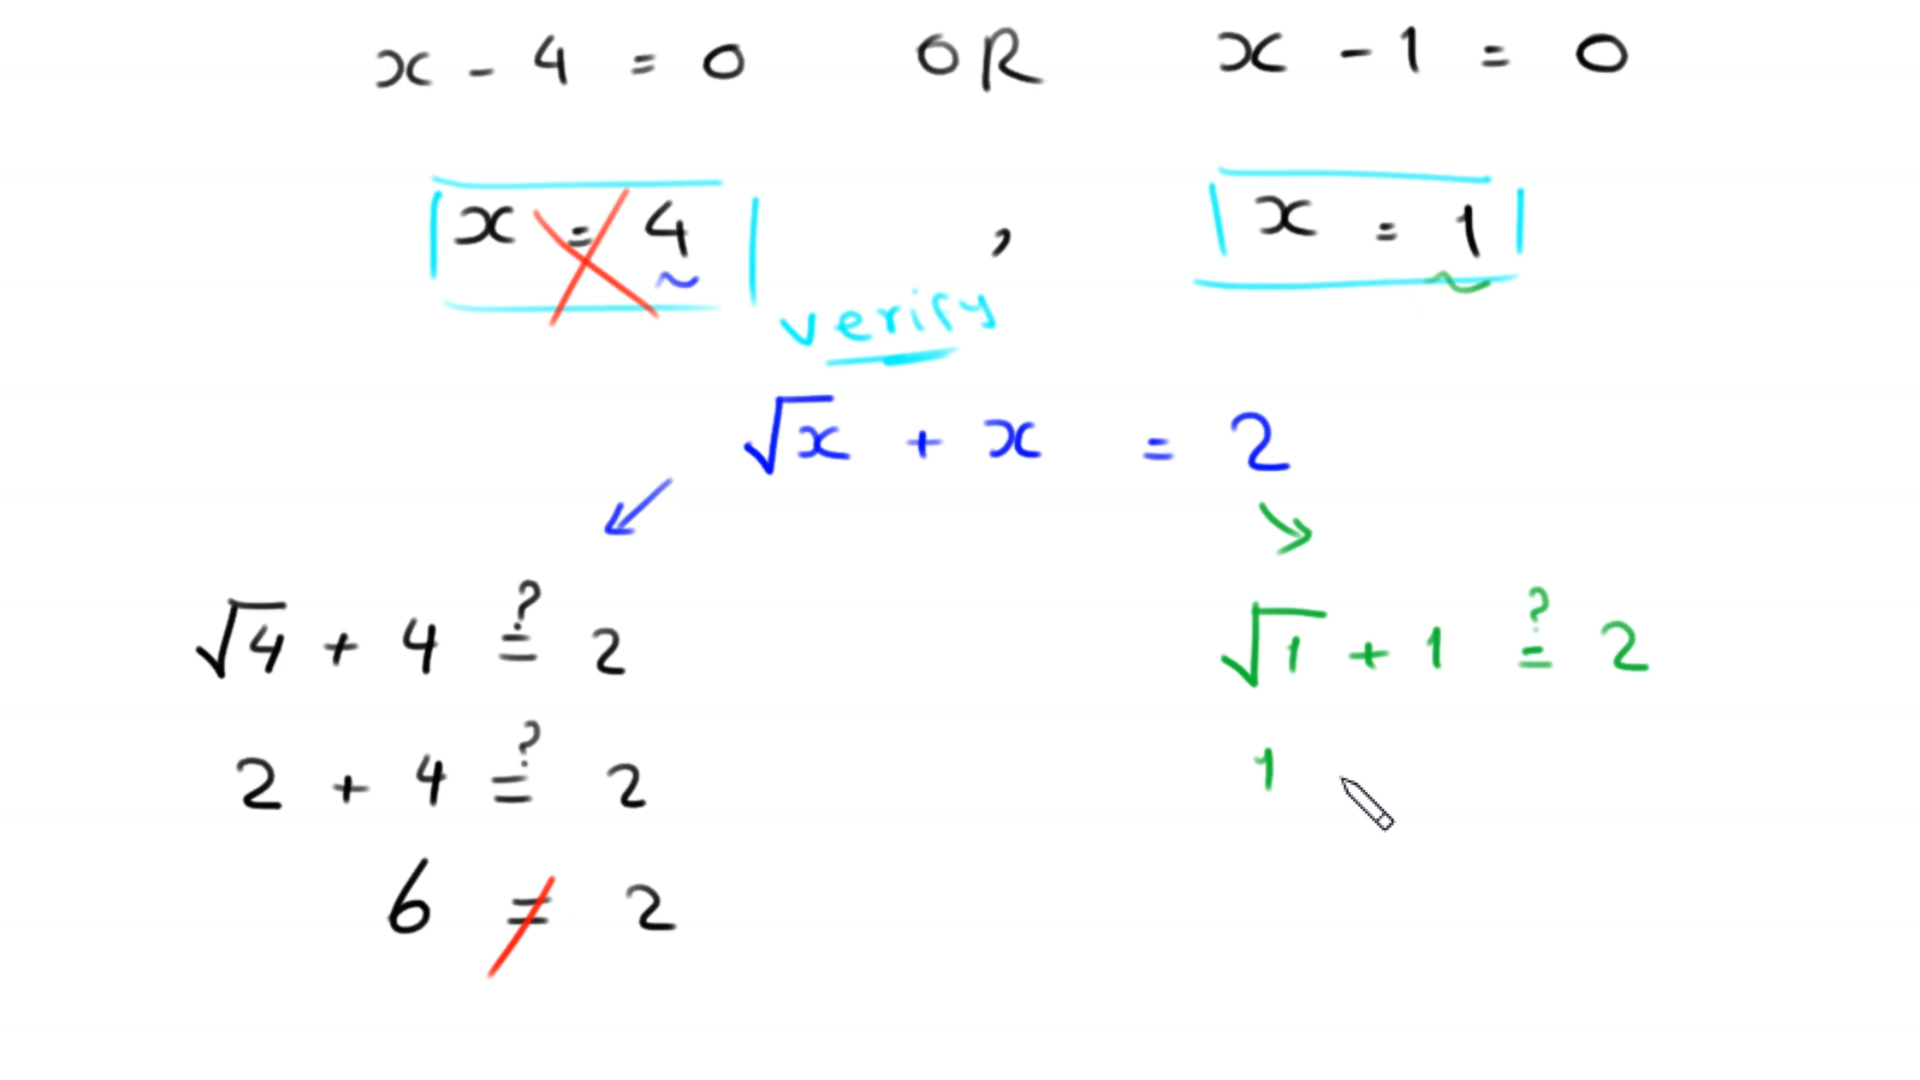 x - 4 = 0 OR x - 1 = 0
x = 4 , x = 1
verify
√x + x = 2
√4 + 4 ?= 2 √1 + 1 ?= 2
2 + 4 ?= 2 1
6 ≠ 2